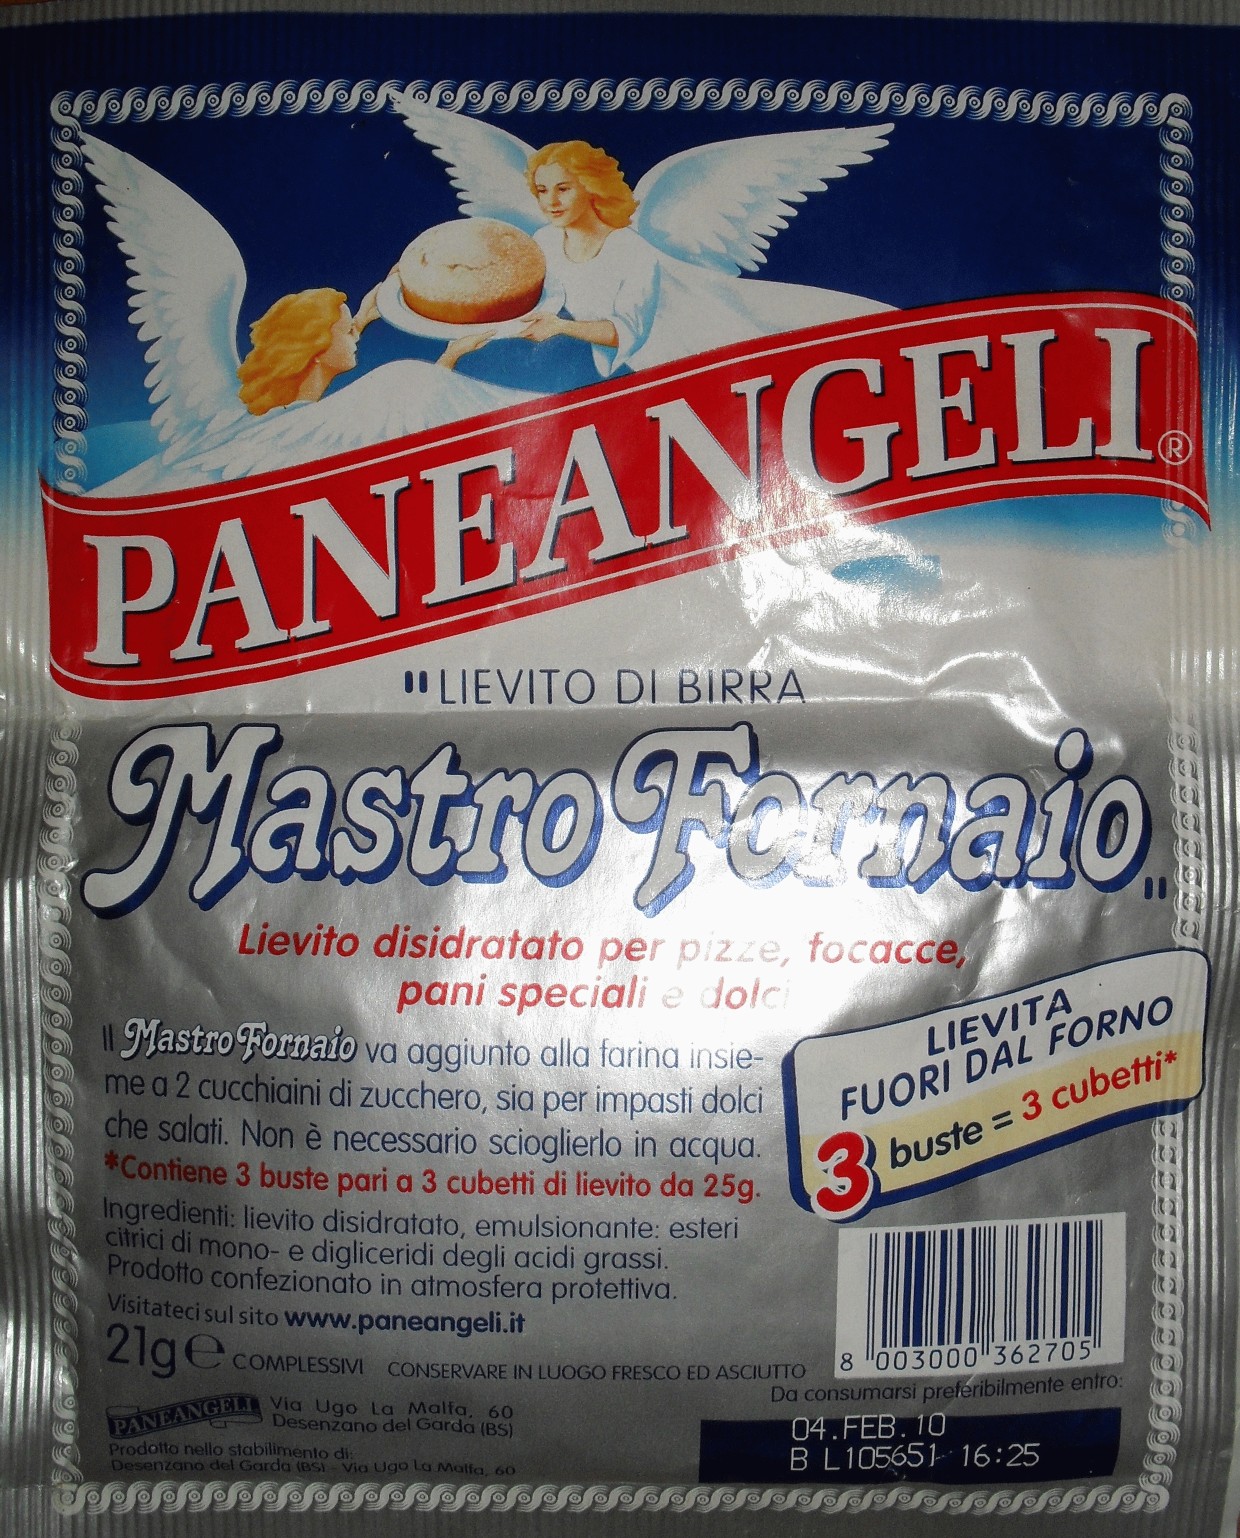 PANEANGELI®
"LIEVITO DI BIRRA
Mastro Fornaio"
Lievito disidratato per pizze, focacce,
pani speciali e dolci
Il Mastro Fornaio va aggiunto alla farina insie-
me a 2 cucchiaini di zucchero, sia per impasti dolci
che salati. Non è necessario scioglierlo in acqua.
*Contiene 3 buste pari a 3 cubetti di lievito da 25g.
LIEVITA
FUORI DAL FORNO
3 buste = 3 cubetti*
Ingredienti: lievito disidratato, emulsionante: esteri
citrici di mono- e digliceridi degli acidi grassi.
Prodotto confezionato in atmosfera protettiva.
Visitateci sul sito www.paneangeli.it
21g e COMPLESSIVI CONSERVARE IN LUOGO FRESCO ED ASCIUTTO
8 003000 362705
Da consumarsi preferibilmente entro:
04.FEB.10
B L105651 16:25
PANEANGELI Via Ugo La Malfa, 60
Desenzano del Garda (BS)
Prodotto nello stabilimento di:
Desenzano del Garda (BS) - Via Ugo La Malfa, 60